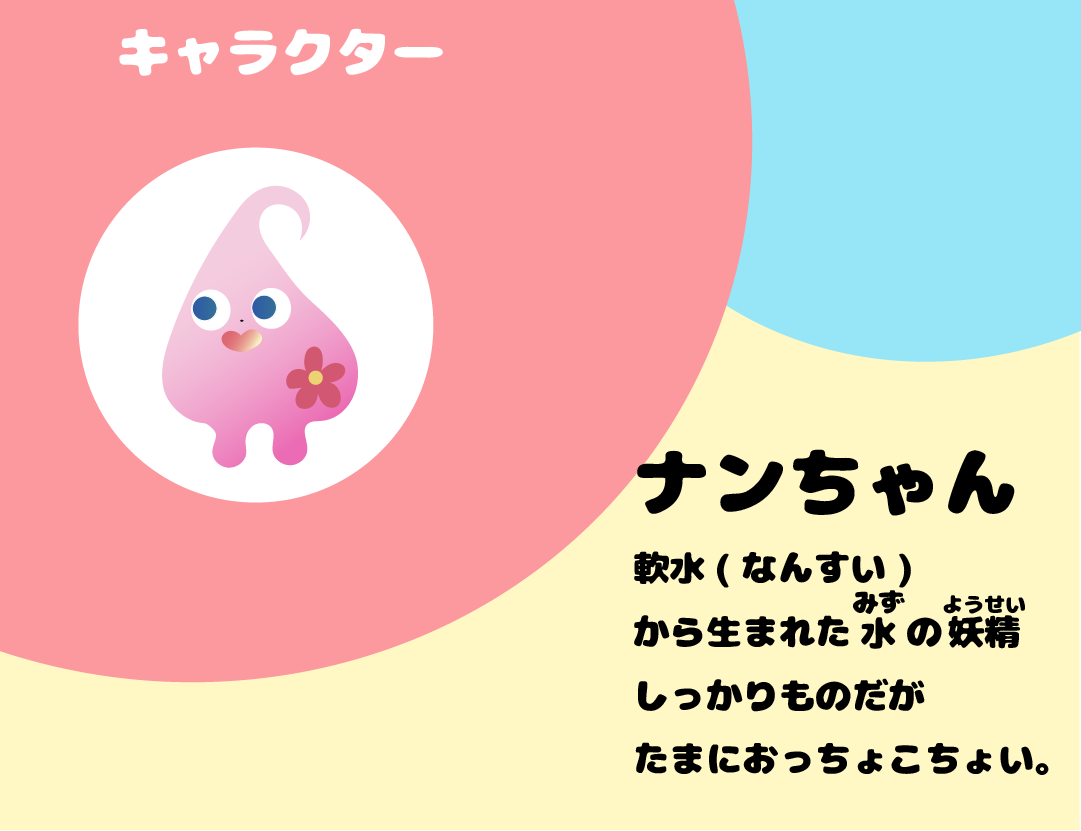 キャラクター
ナンちゃん
軟水 ( なんすい )
みず ようせい
から生まれた 水 の 妖精
しっかりものだが
たまにおっちょこちょい。